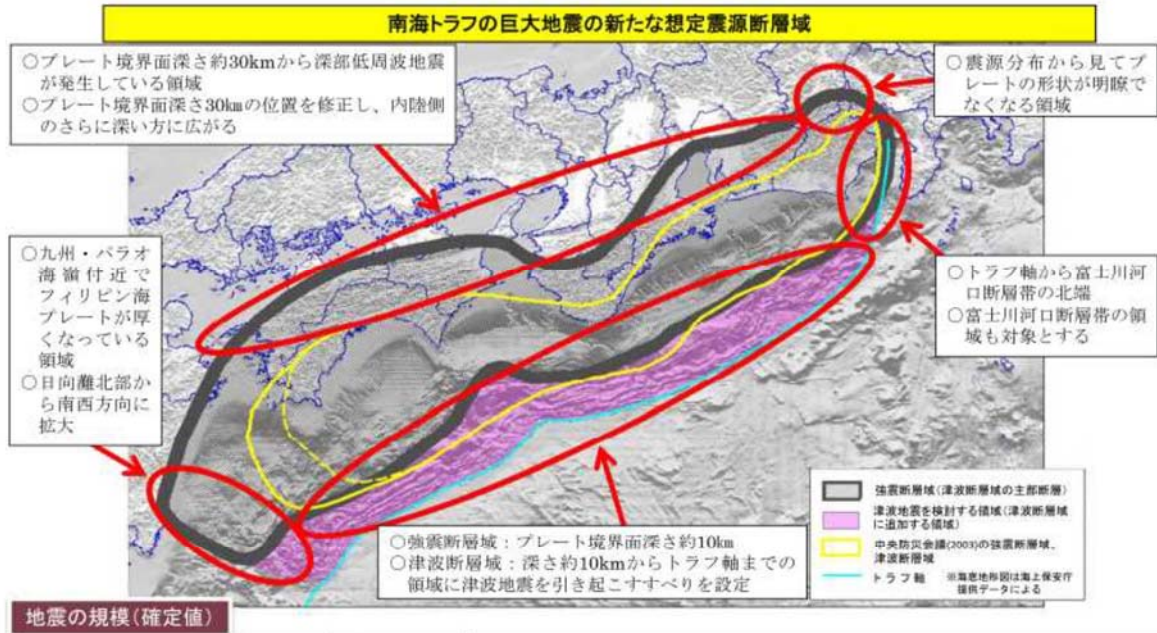 南海トラフの巨大地震の新たな想定震源断層域
○プレート境界面深さ約30kmから深部低周波地震
が発生している領域
○プレート境界面深さ30kmの位置を修正し、内陸側
のさらに深い方に広がる
○震源分布から見てプ
レートの形状が明瞭で
なくなる領域
○九州・パラオ
海嶺付近で
フィリピン海
プレートが厚
くなっている
領域
○日向灘北部か
ら南西方向に
拡大
○トラフ軸から富士川河
口断層帯の北端
○富士川河口断層帯の領
域も対象とする
○強震断層域：プレート境界面深さ約10km
○津波断層域：深さ約10kmからトラフ軸までの
領域に津波地震を引き起こすすべりを設定
強震断層域(津波断層域の主部断層)
津波地震を検討する領域(津波断層域
に追加する領域)
中央防災会議(2003)の強震断層域、
津波断層域
トラフ軸
※海底地形図は海上保安庁
提供データによる
地震の規模(確定値)